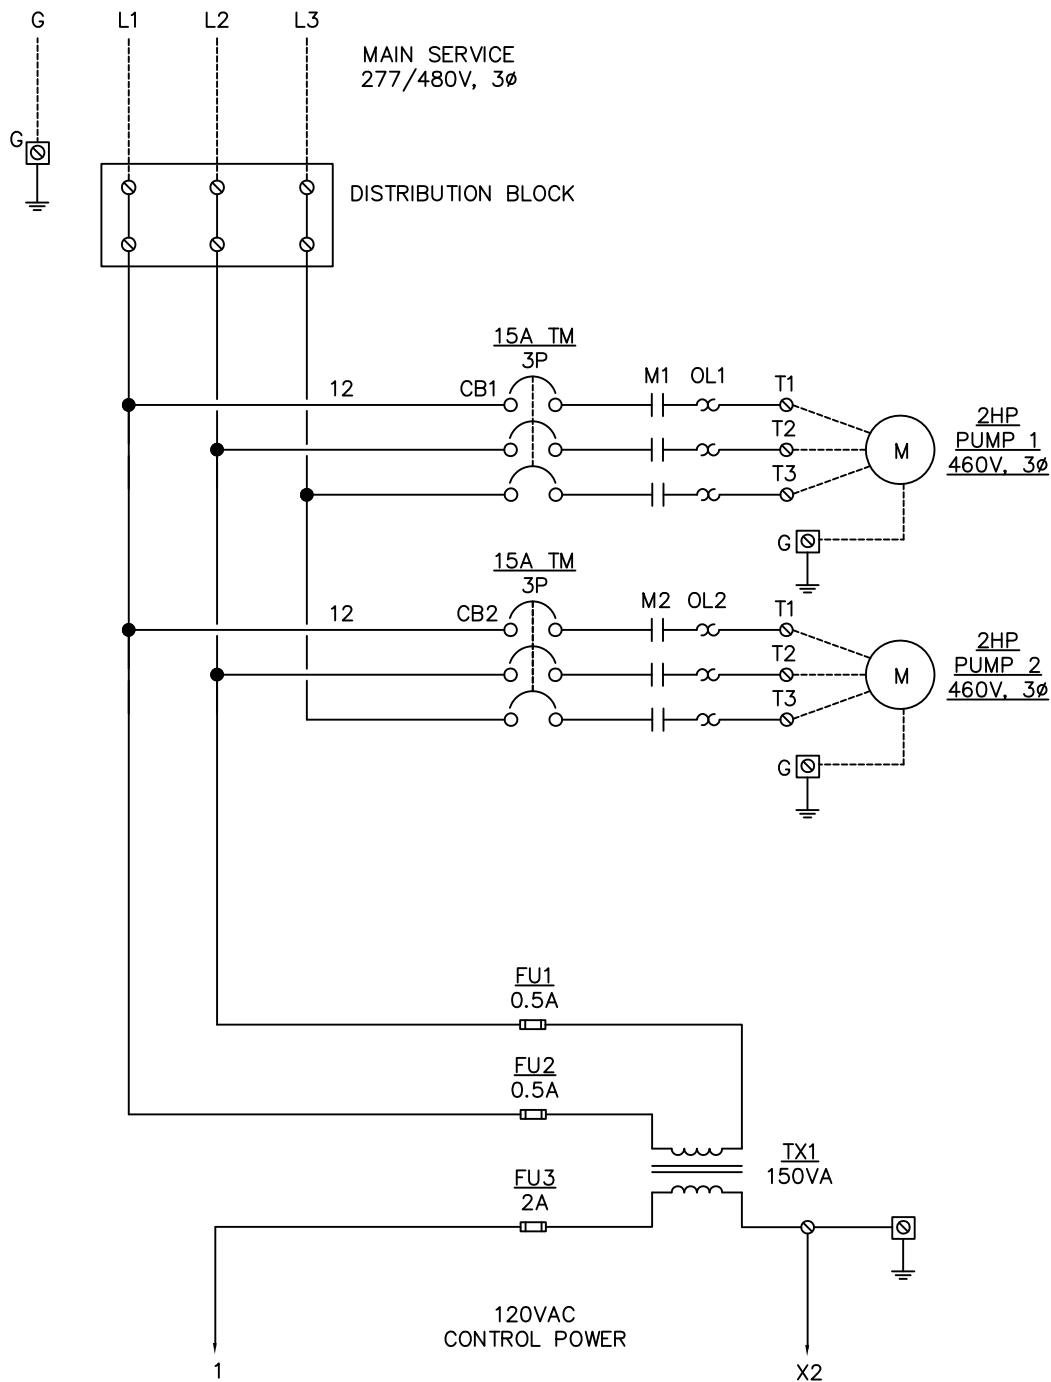 G L1 L2 L3
MAIN SERVICE
277/480V, 3ø
G
DISTRIBUTION BLOCK
15A TM
3P
12 CB1 M1 OL1 T1
T2
T3
M
2HP
PUMP 1
460V, 3ø
G
15A TM
3P
12 CB2 M2 OL2 T1
T2
T3
M
2HP
PUMP 2
460V, 3ø
G
FU1
0.5A
FU2
0.5A
TX1
150VA
FU3
2A
120VAC
CONTROL POWER
1 X2